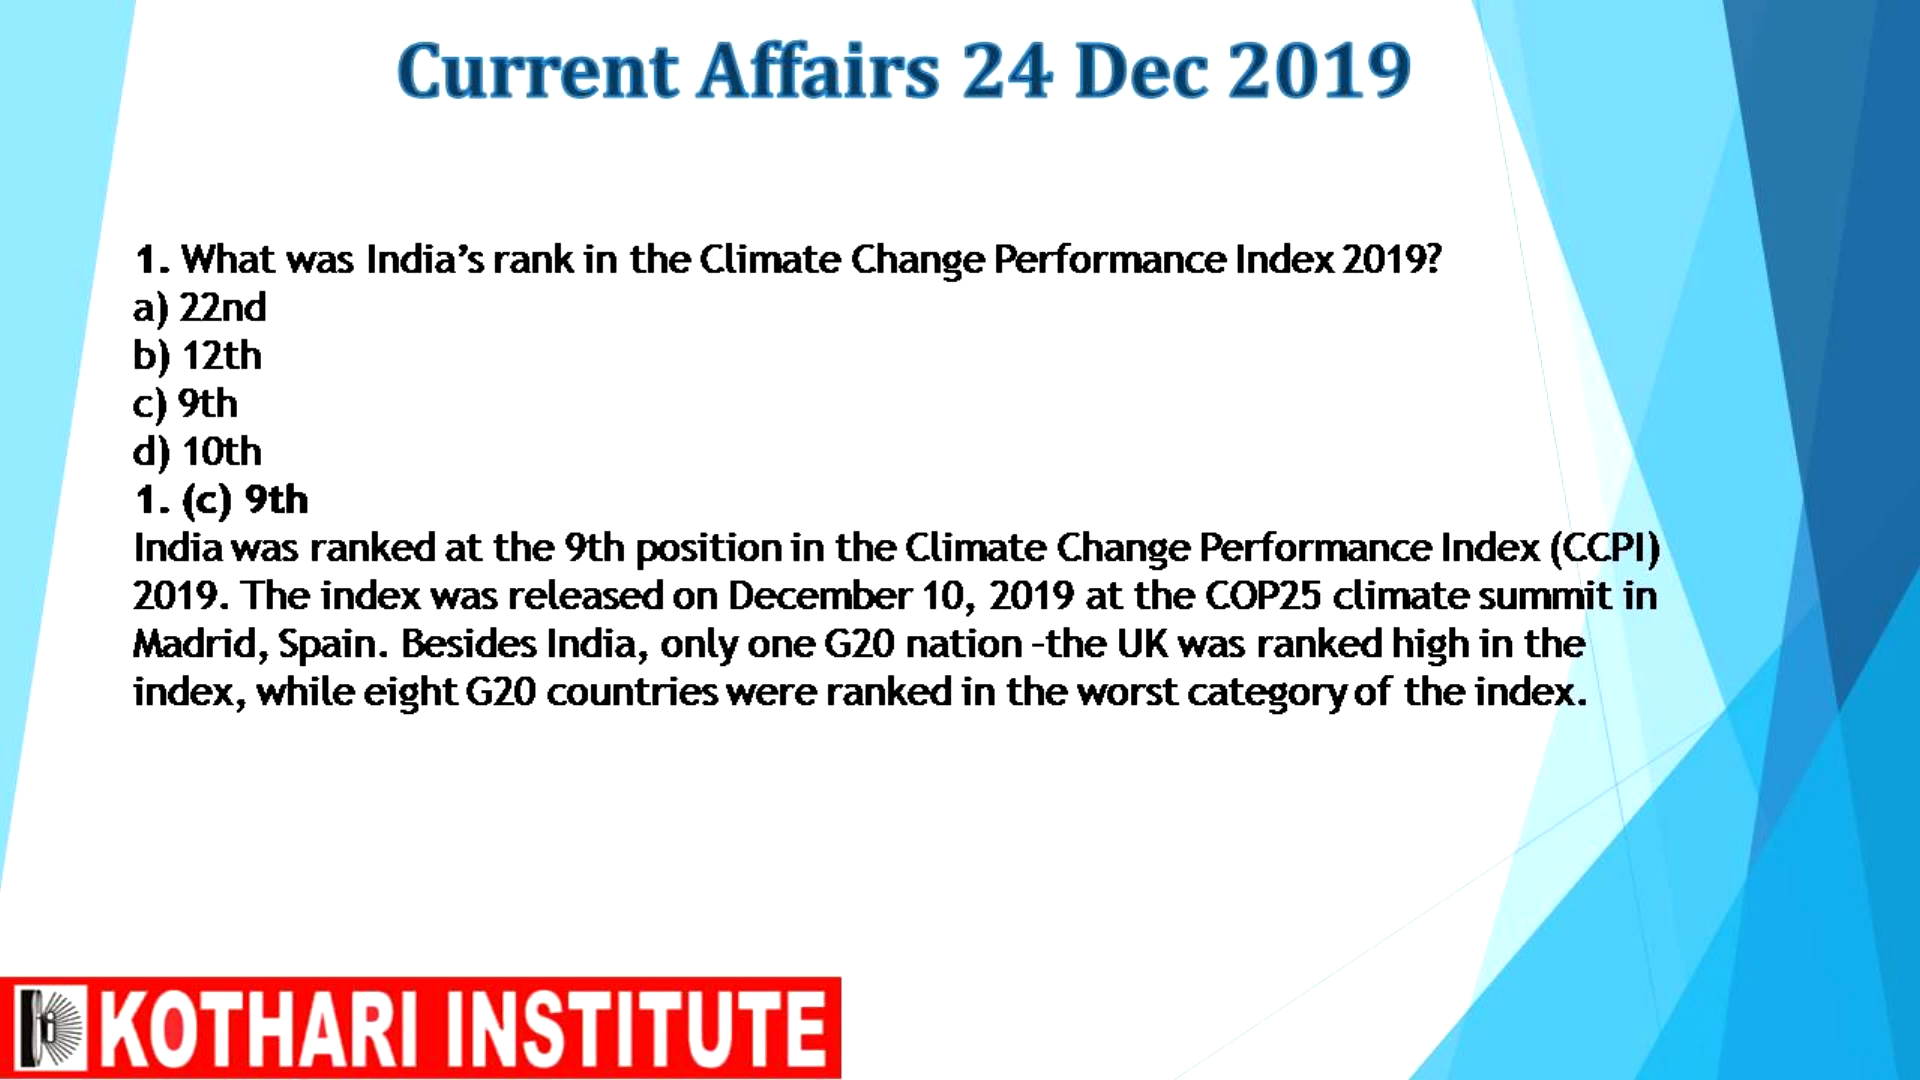 Current Affairs 24 Dec 2019
1. What was India’s rank in the Climate Change Performance Index 2019?
a) 22nd
b) 12th
c) 9th
d) 10th
1. (c) 9th
India was ranked at the 9th position in the Climate Change Performance Index (CCPI)
2019. The index was released on December 10, 2019 at the COP25 climate summit in
Madrid, Spain. Besides India, only one G20 nation -the UK was ranked high in the
index, while eight G20 countries were ranked in the worst category of the index.
KOTHARI INSTITUTE